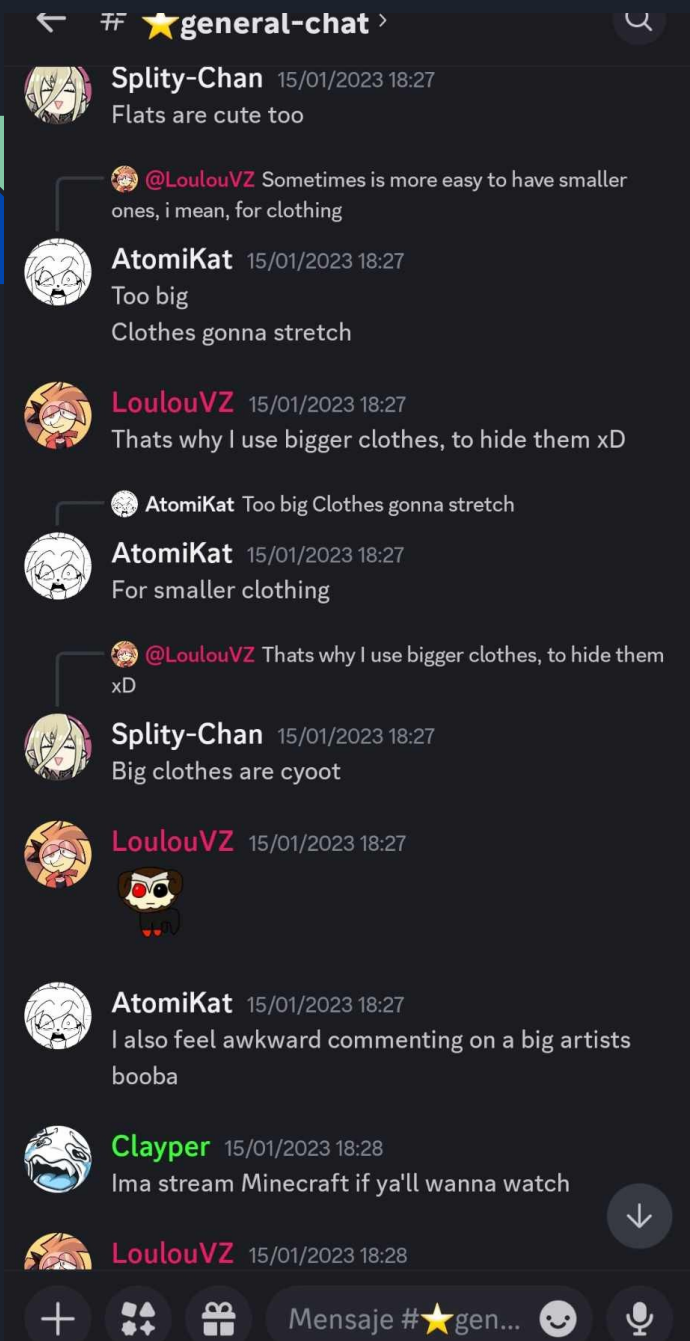 # ⭐general-chat
Splity-Chan 15/01/2023 18:27
Flats are cute too
@LoulouVZ Sometimes is more easy to have smaller
ones, i mean, for clothing
AtomiKat 15/01/2023 18:27
Too big
Clothes gonna stretch
LoulouVZ 15/01/2023 18:27
Thats why I use bigger clothes, to hide them xD
AtomiKat Too big Clothes gonna stretch
AtomiKat 15/01/2023 18:27
For smaller clothing
@LoulouVZ Thats why I use bigger clothes, to hide them
xD
Splity-Chan 15/01/2023 18:27
Big clothes are cyoot
LoulouVZ 15/01/2023 18:27
AtomiKat 15/01/2023 18:27
I also feel awkward commenting on a big artists
booba
Clayper 15/01/2023 18:28
Ima stream Minecraft if ya'll wanna watch
LoulouVZ 15/01/2023 18:28
Mensaje #⭐gen...